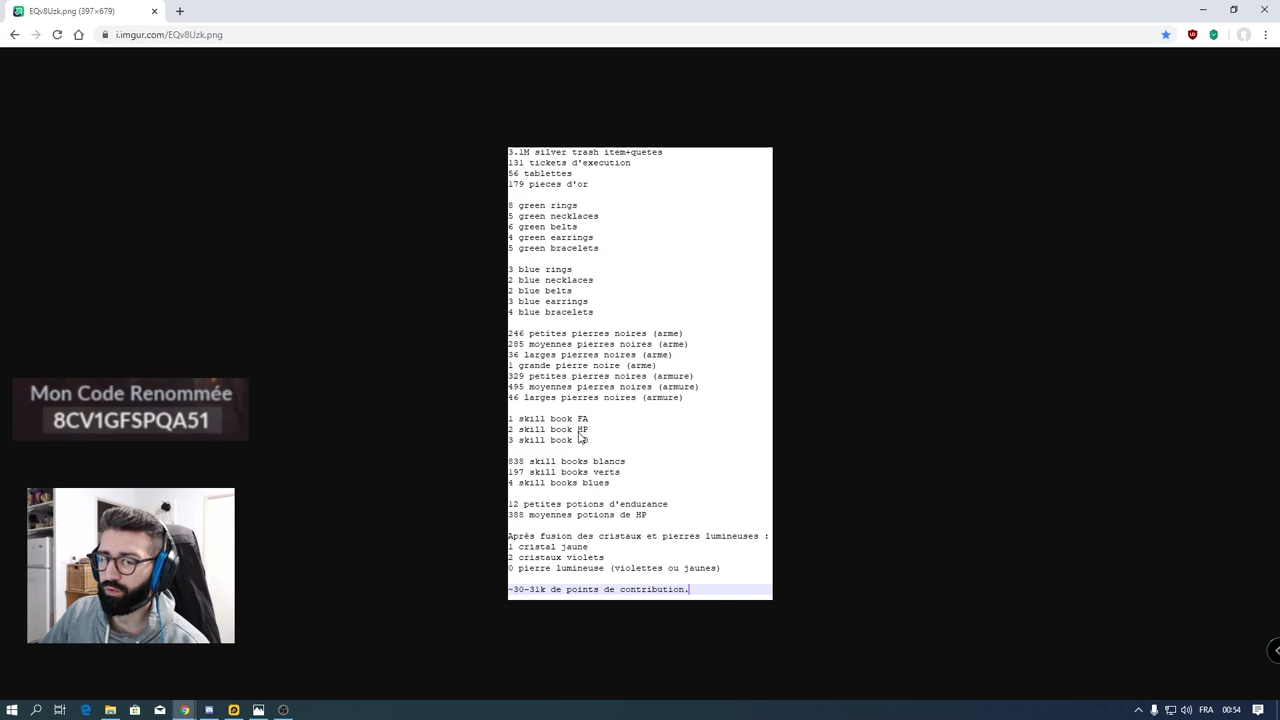 EQv8Uzk.png (397×679)
i.imgur.com/EQv8Uzk.png
3.1M silver trash item+quetes
131 tickets d'execution
56 tablettes
179 pieces d'or
8 green rings
5 green necklaces
6 green belts
4 green earrings
5 green bracelets
3 blue rings
2 blue necklaces
2 blue belts
3 blue earrings
4 blue bracelets
246 petites pierres noires (arme)
285 moyennes pierres noires (arme)
36 larges pierres noires (arme)
1 grande pierre noire (arme)
329 petites pierres noires (armure)
495 moyennes pierres noires (armure)
46 larges pierres noires (armure)
1 skill book FA
2 skill book HP
3 skill book
838 skill books blancs
197 skill books verts
4 skill books blues
12 petites potions d'endurance
388 moyennes potions de HP
Après fusion des cristaux et pierres lumineuses :
1 cristal jaune
2 cristaux violets
0 pierre lumineuse (violettes ou jaunes)
~30-31k de points de contribution.
Mon Code Renommée
8CV1GFSPQA51
FRA
00:54